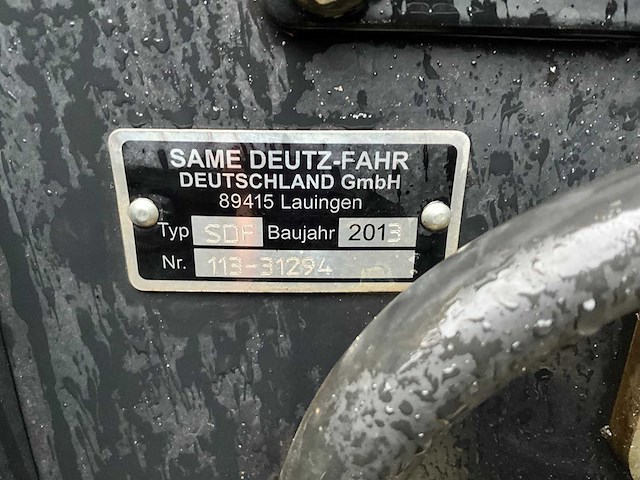 SAME DEUTZ-FAHR
DEUTSCHLAND GmbH
89415 Lauingen
Typ SDF Baujahr 2013
Nr. 113-31294